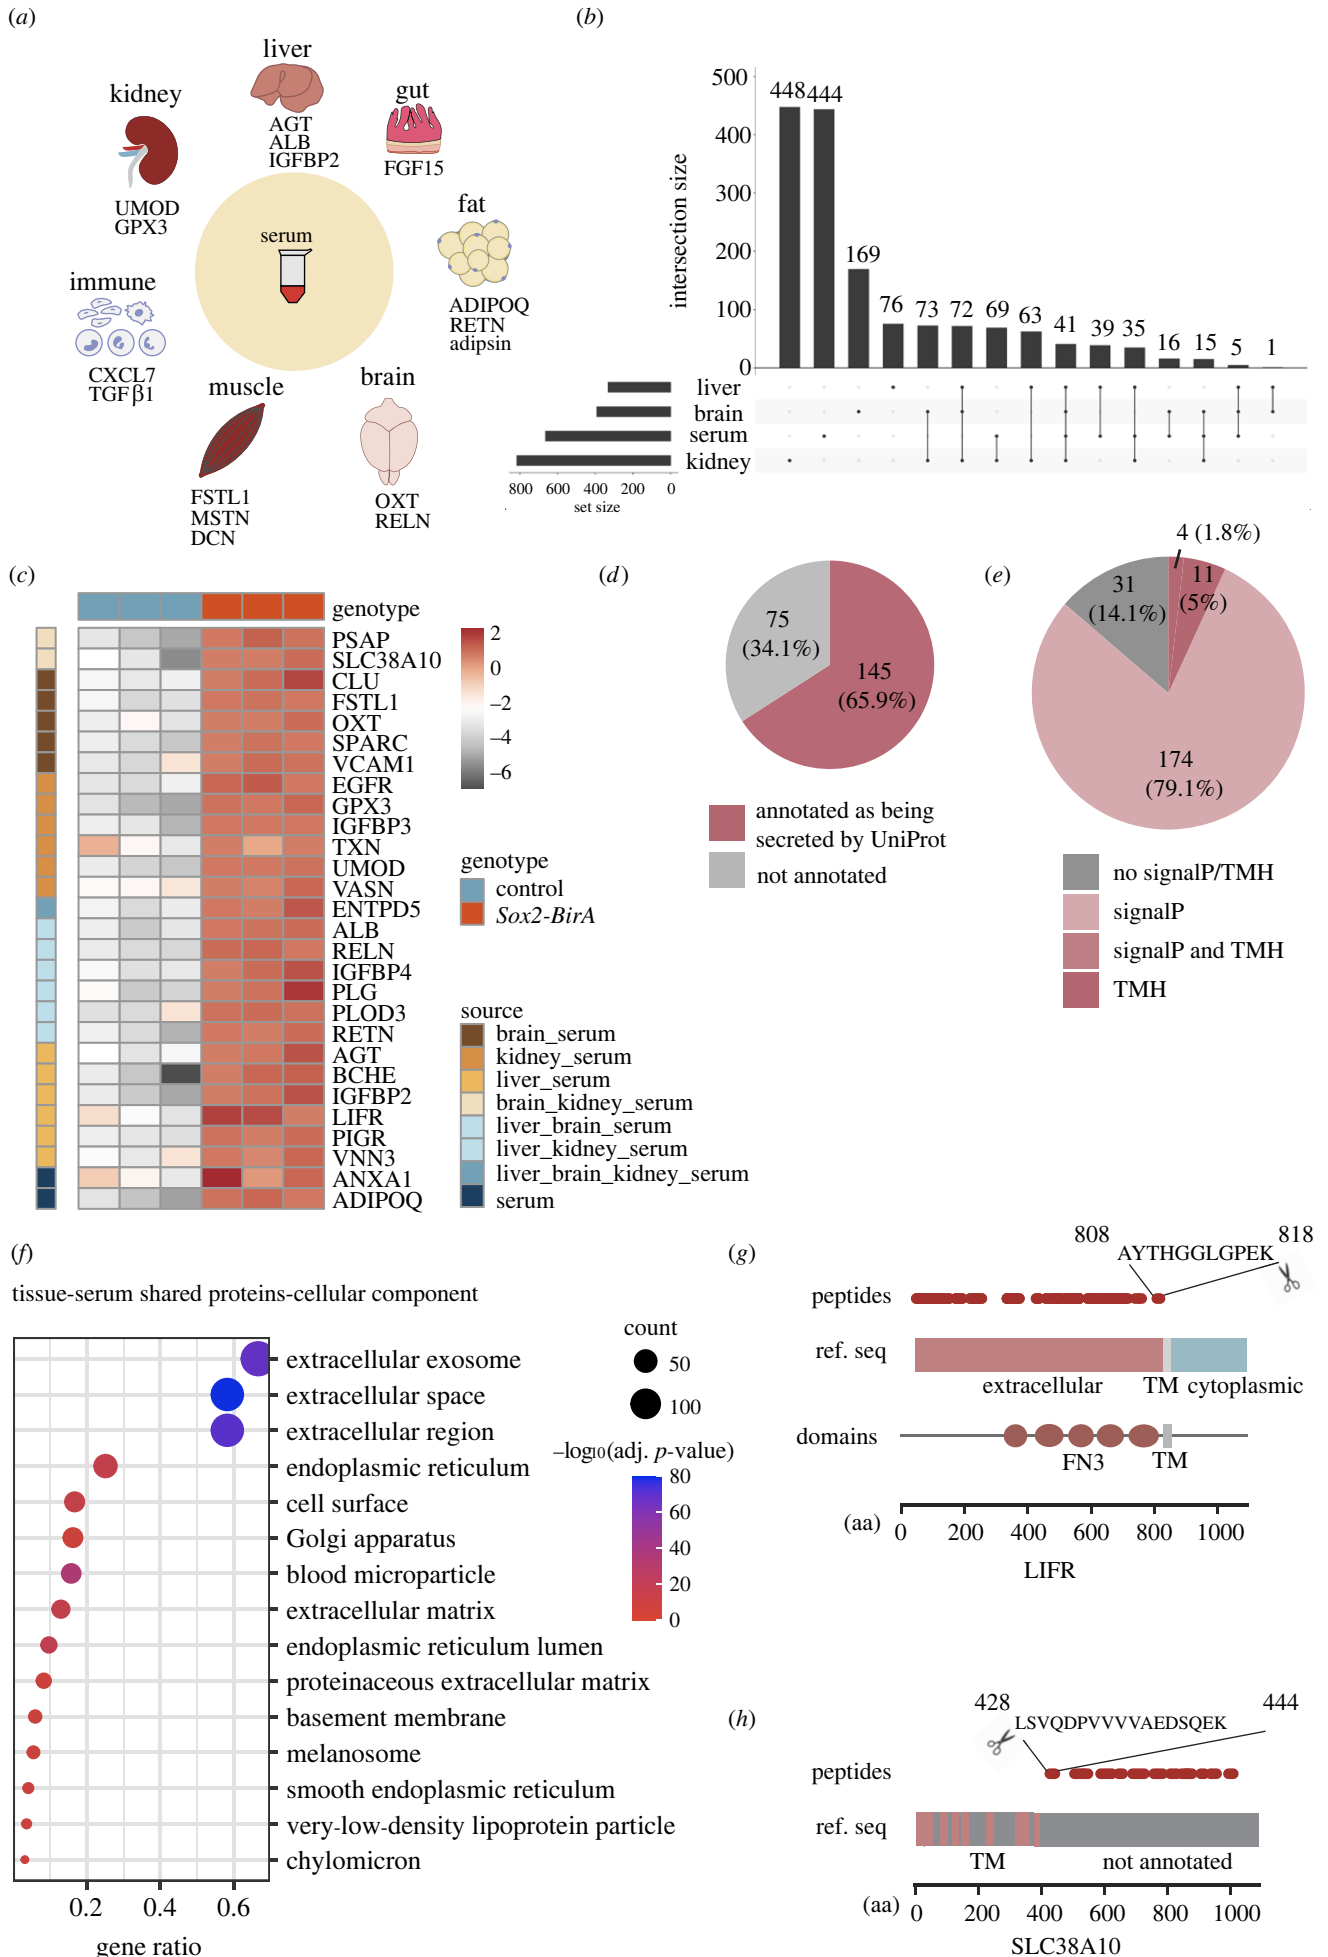 (a)
liver
kidney
gut
AGT
ALB
IGFBP2
FGF15
UMOD
GPX3
fat
serum
immune
ADIPOQ
RETN
adipsin
CXCL7
TGFβ1
muscle
brain
FSTL1
MSTN
DCN
OXT
RELN
(b)
500
400
300
200
100
0
intersection size
448 444 169 76 73 72 69 63 41 39 35 16 15 5 1
liver
brain
serum
kidney
800 600 400 200 0
set size
(c)
genotype
PSAP
SLC38A10
CLU
FSTL1
OXT
SPARC
VCAM1
EGFR
GPX3
IGFBP3
TXN
UMOD
VASN
ENTPD5
ALB
RELN
IGFBP4
PLG
PLOD3
RETN
AGT
BCHE
IGFBP2
LIFR
PIGR
VNN3
ANXA1
ADIPOQ
2
0
–2
–4
–6
genotype
control
Sox2-BirA
source
brain_serum
kidney_serum
liver_serum
brain_kidney_serum
liver_brain_serum
liver_kidney_serum
liver_brain_kidney_serum
serum
(d)
75
(34.1%)
145
(65.9%)
annotated as being
secreted by UniProt
not annotated
(e)
4 (1.8%)
31
(14.1%)
11
(5%)
174
(79.1%)
no signalP/TMH
signalP
signalP and TMH
TMH
(f)
tissue-serum shared proteins-cellular component
extracellular exosome
extracellular space
extracellular region
endoplasmic reticulum
cell surface
Golgi apparatus
blood microparticle
extracellular matrix
endoplasmic reticulum lumen
proteinaceous extracellular matrix
basement membrane
melanosome
smooth endoplasmic reticulum
very-low-density lipoprotein particle
chylomicron
0.2 0.4 0.6
gene ratio
count
50
100
–log10(adj. p-value)
80
60
40
20
0
(g)
808 818
AYTHGGLGPEK
peptides
ref. seq
extracellular TM cytoplasmic
domains
FN3 TM
(aa)
0 200 400 600 800 1000
LIFR
(h)
428 444
LSVQDPVVVVAEDSQEK
peptides
ref. seq
TM not annotated
(aa)
0 200 400 600 800 1000
SLC38A10